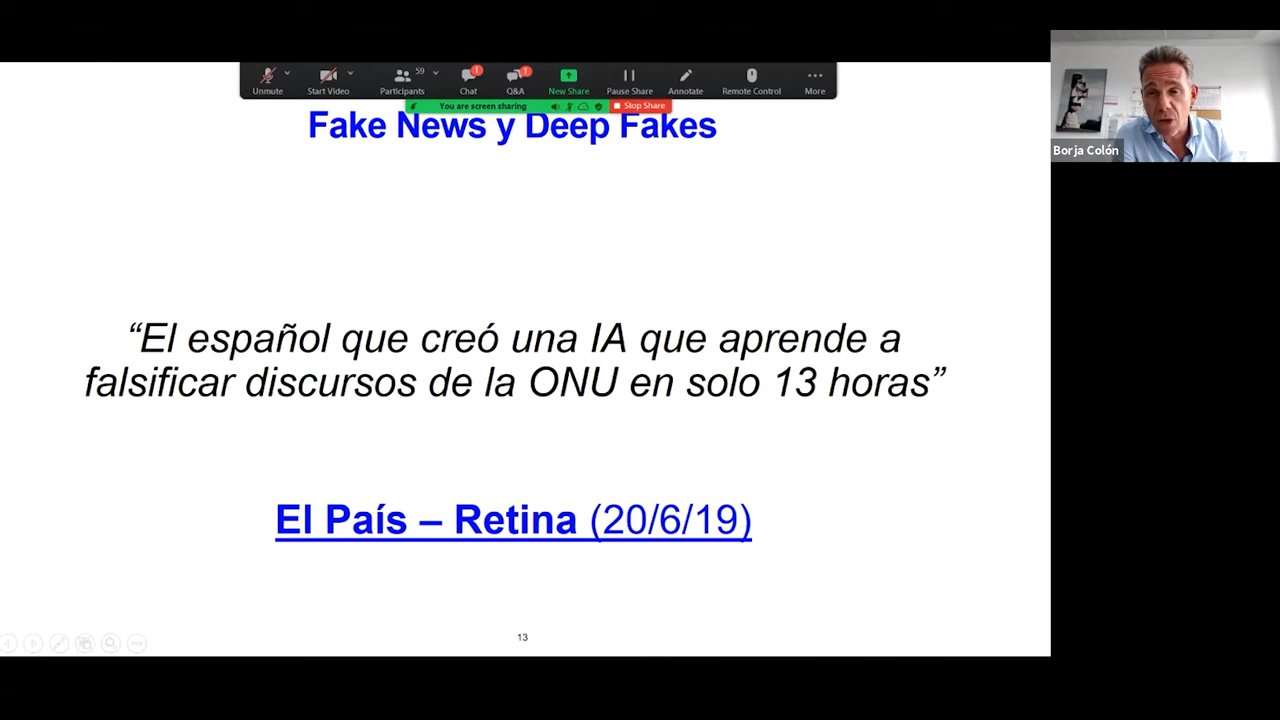 59
1
1
Unmute
Start Video
Participants
Chat
Q&A
New Share
Pause Share
Annotate
Remote Control
More
You are screen sharing
Stop Share
Fake News y Deep Fakes
Borja Colón
“El español que creó una IA que aprende a
falsificar discursos de la ONU en solo 13 horas”
El País – Retina (20/6/19)
13